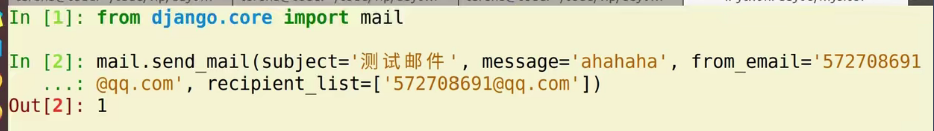 In [1]: from django.core import mail
In [2]: mail.send_mail(subject='测试邮件', message='ahahaha', from_email='572708691
...: @qq.com', recipient_list=['572708691@qq.com'])
Out[2]: 1